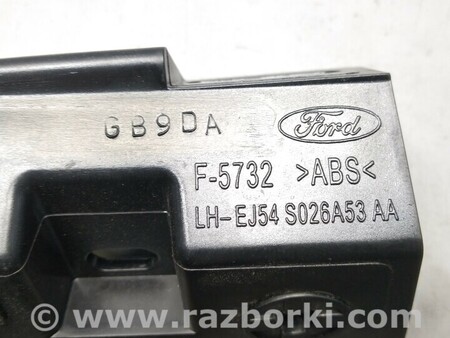 GB9DA
Ford
F-5732 >ABS<
LH-EJ54 S026A53 AA
www.razborki.com